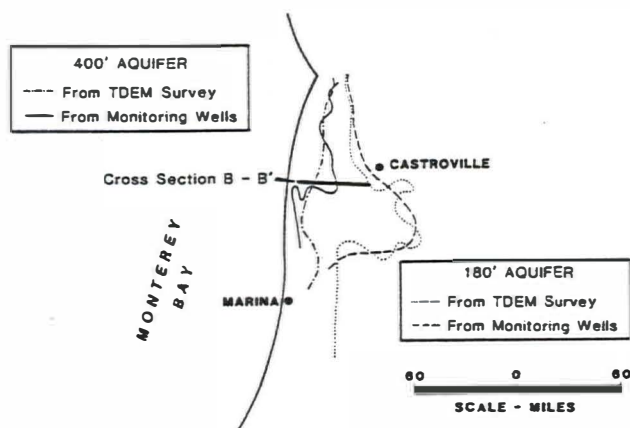 400' AQUIFER
From TDEM Survey
From Monitoring Wells
CASTROVILLE
Cross Section B - B'
MONTEREY
BAY
MARINA
180' AQUIFER
From TDEM Survey
From Monitoring Wells
60 0 60
SCALE - MILES